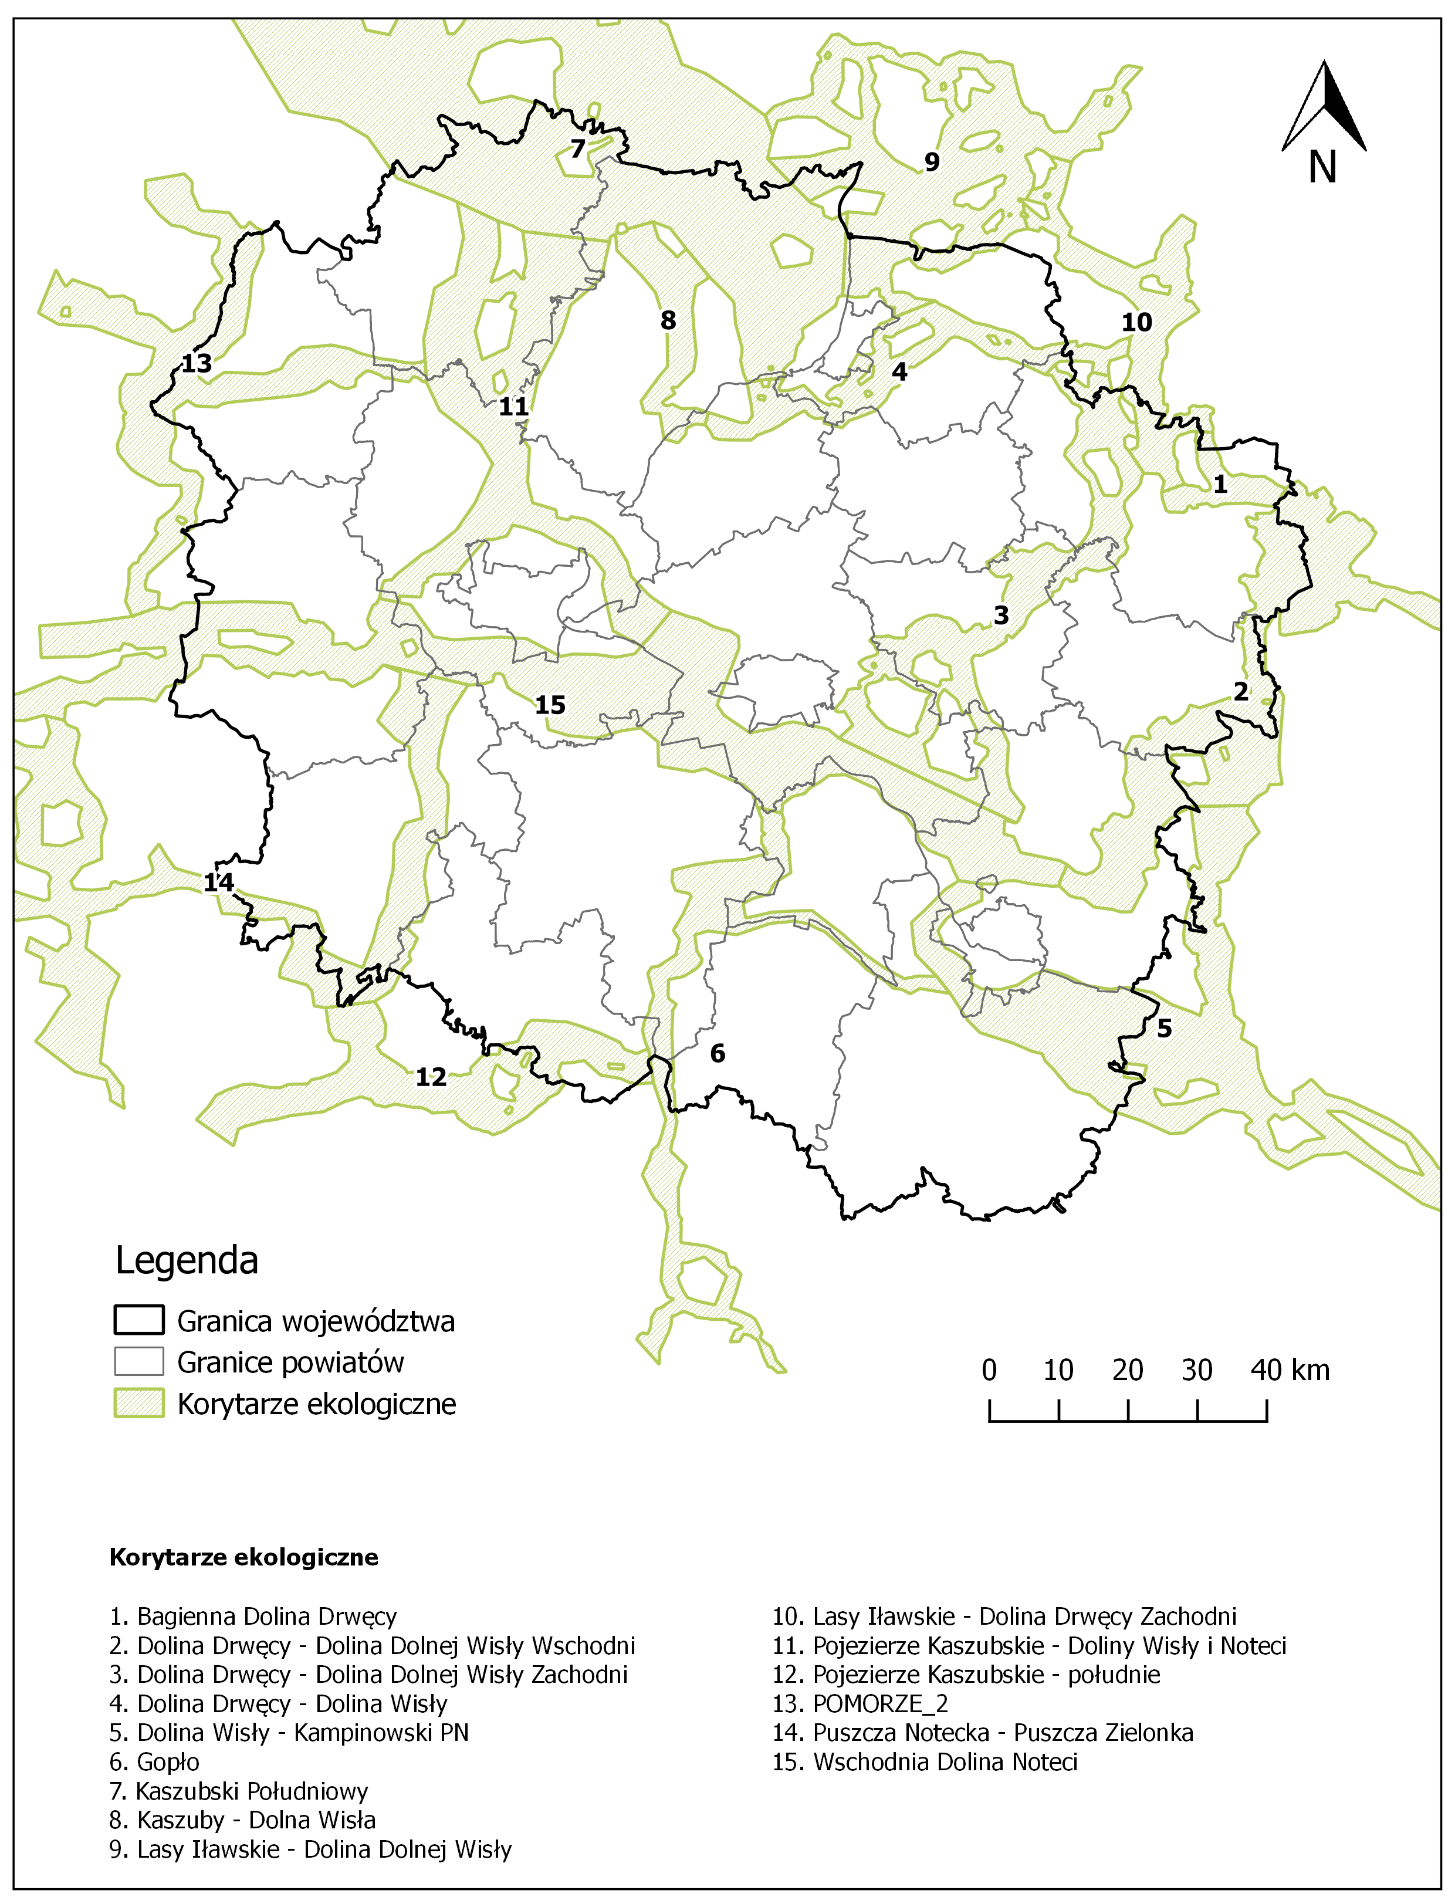 N
7
9
8
10
13
4
11
1
3
2
15
14
5
6
12
Legenda
Granica województwa
Granice powiatów
Korytarze ekologiczne
0 10 20 30 40 km
Korytarze ekologiczne
1. Bagienna Dolina Drwęcy
2. Dolina Drwęcy - Dolina Dolnej Wisły Wschodni
3. Dolina Drwęcy - Dolina Dolnej Wisły Zachodni
4. Dolina Drwęcy - Dolina Wisły
5. Dolina Wisły - Kampinowski PN
6. Gopło
7. Kaszubski Południowy
8. Kaszuby - Dolna Wisła
9. Lasy Iławskie - Dolina Dolnej Wisły
10. Lasy Iławskie - Dolina Drwęcy Zachodni
11. Pojezierze Kaszubskie - Doliny Wisły i Noteci
12. Pojezierze Kaszubskie - południe
13. POMORZE_2
14. Puszcza Notecka - Puszcza Zielonka
15. Wschodnia Dolina Noteci